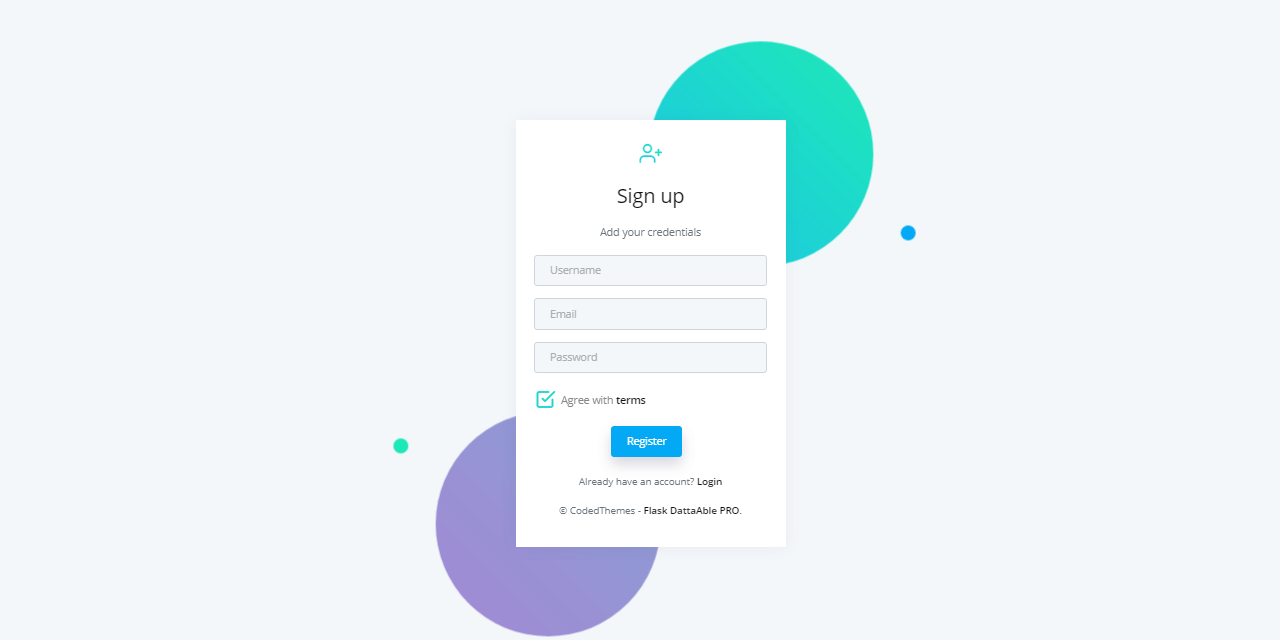 Sign up
Add your credentials
Username
Email
Password
Agree with terms
Register
Already have an account? Login
© CodedThemes - Flask DattaAble PRO.